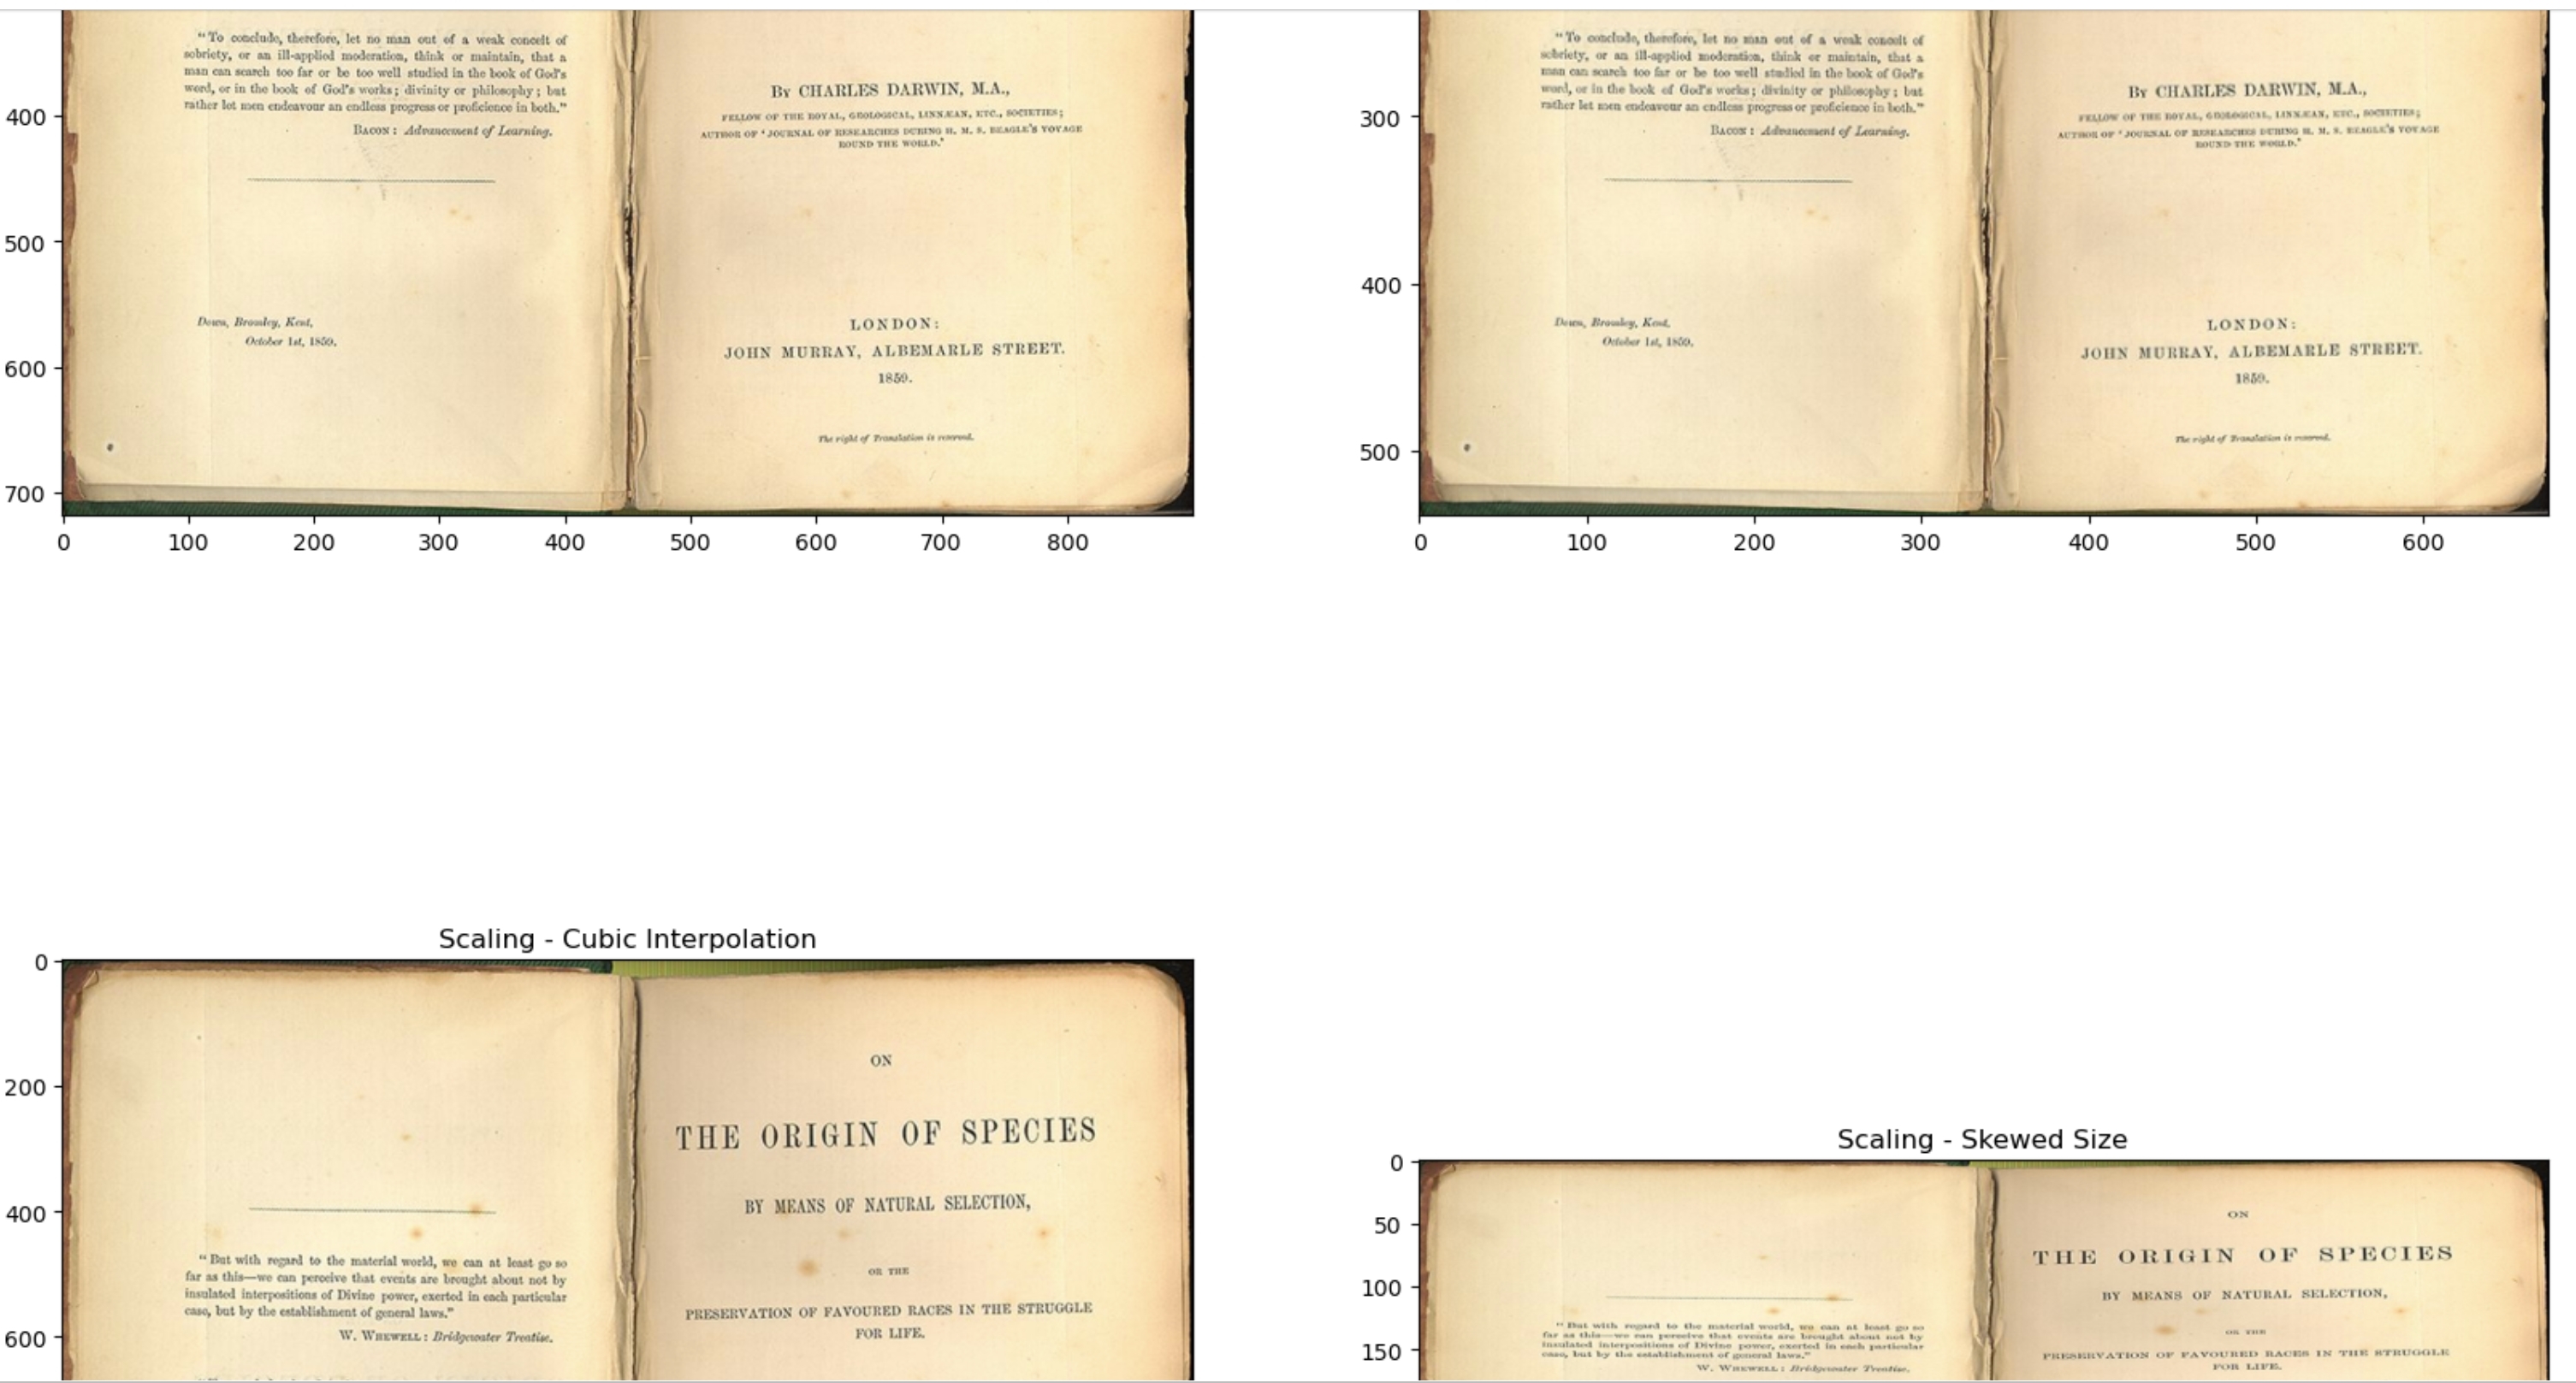 "To conclude, therefore, let no man out of a weak conceit of
sobriety, or an ill-applied moderation, think or maintain, that a
man can search too far or be too well studied in the book of God's
word, or in the book of God's works; divinity or philosophy; but
rather let men endeavour an endless progress or proficience in both."
BACON: Advancement of Learning.
Down, Bromley, Kent,
October 1st, 1859.
By CHARLES DARWIN, M.A.,
FELLOW OF THE ROYAL, GEOLOGICAL, LINNÆAN, ETC., SOCIETIES;
AUTHOR OF 'JOURNAL OF RESEARCHES DURING H. M. S. BEAGLE'S VOYAGE
ROUND THE WORLD.'
LONDON:
JOHN MURRAY, ALBEMARLE STREET.
1859.
The right of Translation is reserved.
400
500
600
700
0 100 200 300 400 500 600 700 800
"To conclude, therefore, let no man out of a weak conceit of
sobriety, or an ill-applied moderation, think or maintain, that a
man can search too far or be too well studied in the book of God's
word, or in the book of God's works; divinity or philosophy; but
rather let men endeavour an endless progress or proficience in both."
BACON: Advancement of Learning.
Down, Bromley, Kent,
October 1st, 1859.
By CHARLES DARWIN, M.A.,
FELLOW OF THE ROYAL, GEOLOGICAL, LINNÆAN, ETC., SOCIETIES;
AUTHOR OF 'JOURNAL OF RESEARCHES DURING H. M. S. BEAGLE'S VOYAGE
ROUND THE WORLD.'
LONDON:
JOHN MURRAY, ALBEMARLE STREET.
1859.
The right of Translation is reserved.
300
400
500
0 100 200 300 400 500 600
Scaling - Cubic Interpolation
0
200
400
600
"But with regard to the material world, we can at least go so
far as this—we can perceive that events are brought about not by
insulated interpositions of Divine power, exerted in each particular
case, but by the establishment of general laws."
W. WHEWELL: Bridgewater Treatise.
ON
THE ORIGIN OF SPECIES
BY MEANS OF NATURAL SELECTION,
OR THE
PRESERVATION OF FAVOURED RACES IN THE STRUGGLE
FOR LIFE.
Scaling - Skewed Size
0
50
100
150
"But with regard to the material world, we can at least go so
far as this—we can perceive that events are brought about not by
insulated interpositions of Divine power, exerted in each particular
case, but by the establishment of general laws."
W. WHEWELL: Bridgewater Treatise.
ON
THE ORIGIN OF SPECIES
BY MEANS OF NATURAL SELECTION,
OR THE
PRESERVATION OF FAVOURED RACES IN THE STRUGGLE
FOR LIFE.